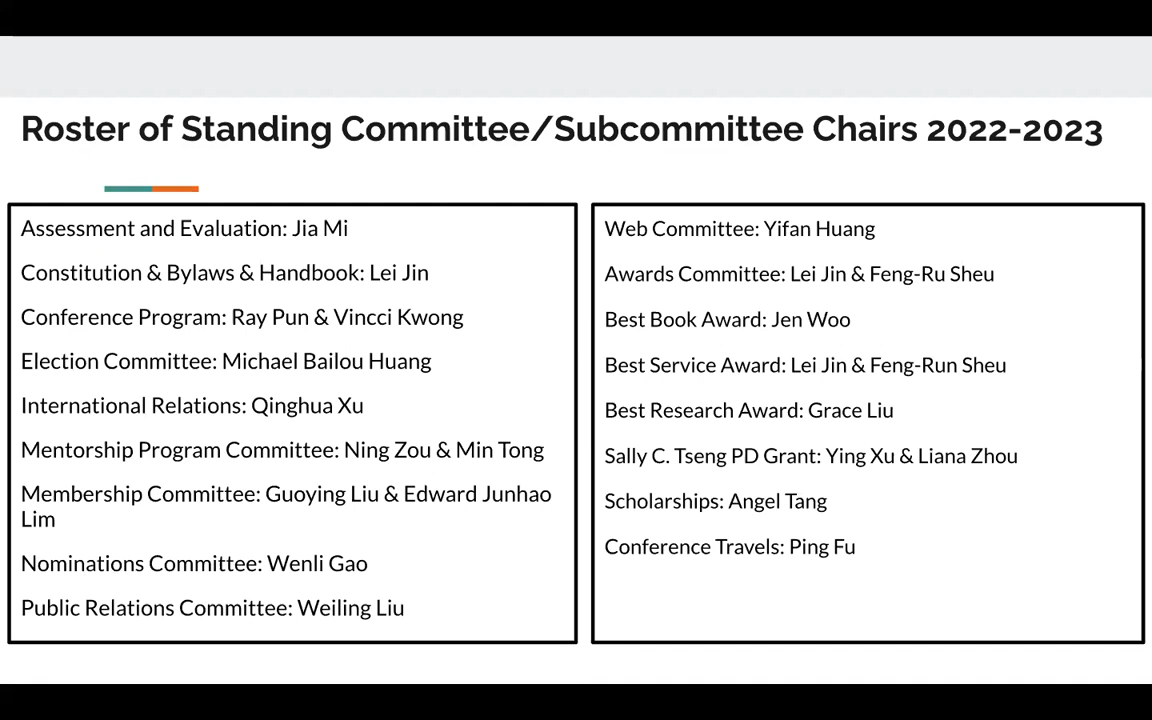 Roster of Standing Committee/Subcommittee Chairs 2022-2023
Assessment and Evaluation: Jia Mi
Constitution & Bylaws & Handbook: Lei Jin
Conference Program: Ray Pun & Vincci Kwong
Election Committee: Michael Bailou Huang
International Relations: Qinghua Xu
Mentorship Program Committee: Ning Zou & Min Tong
Membership Committee: Guoying Liu & Edward Junhao
Lim
Nominations Committee: Wenli Gao
Public Relations Committee: Weiling Liu
Web Committee: Yifan Huang
Awards Committee: Lei Jin & Feng-Ru Sheu
Best Book Award: Jen Woo
Best Service Award: Lei Jin & Feng-Run Sheu
Best Research Award: Grace Liu
Sally C. Tseng PD Grant: Ying Xu & Liana Zhou
Scholarships: Angel Tang
Conference Travels: Ping Fu